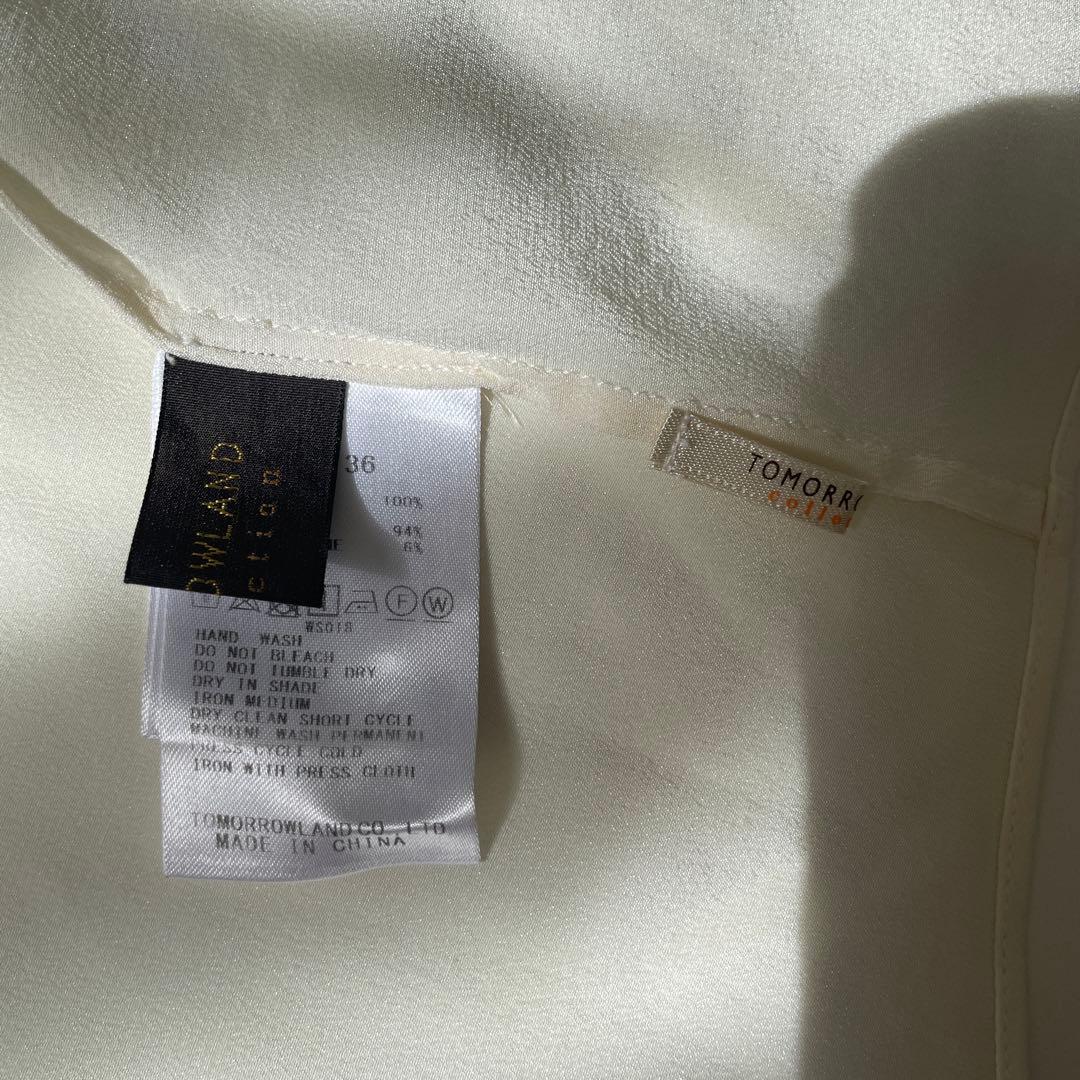 OWLAND
ction
36
100%
94%
6%
F W
WS018
HAND WASH
DO NOT BLEACH
DO NOT TUMBLE DRY
DRY IN SHADE
IRON MEDIUM
DRY CLEAN SHORT CYCLE
MACHINE WASH PERMANENT
PRESS CYCLE COLD
IRON WITH PRESS CLOTH
TOMORROWLAND CO.,LTD
MADE IN CHINA
TOMORR
colle